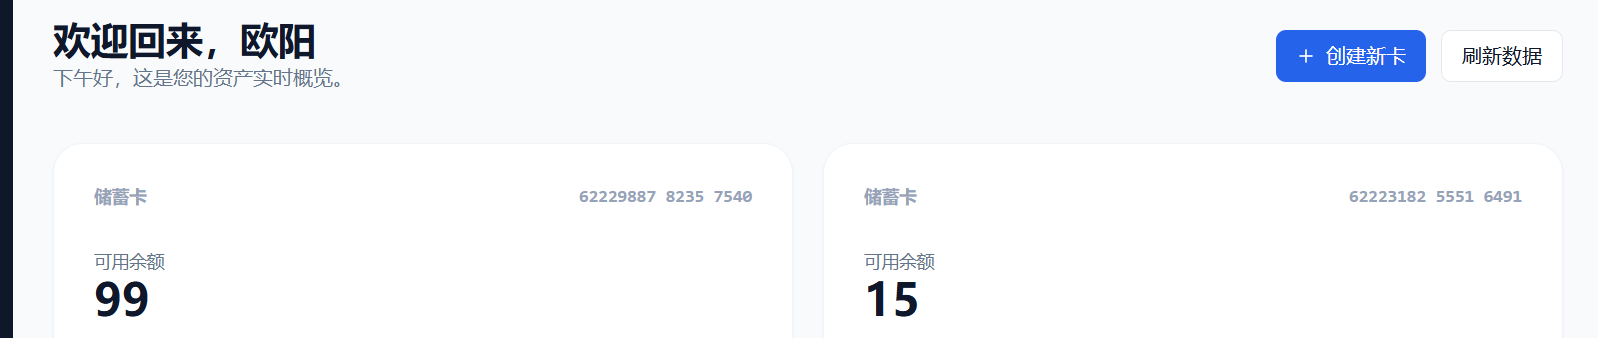 欢迎回来，欧阳
下午好，这是您的资产实时概览。
+ 创建新卡
刷新数据
储蓄卡 62229887 8235 7540
可用余额
99
储蓄卡 62223182 5551 6491
可用余额
15